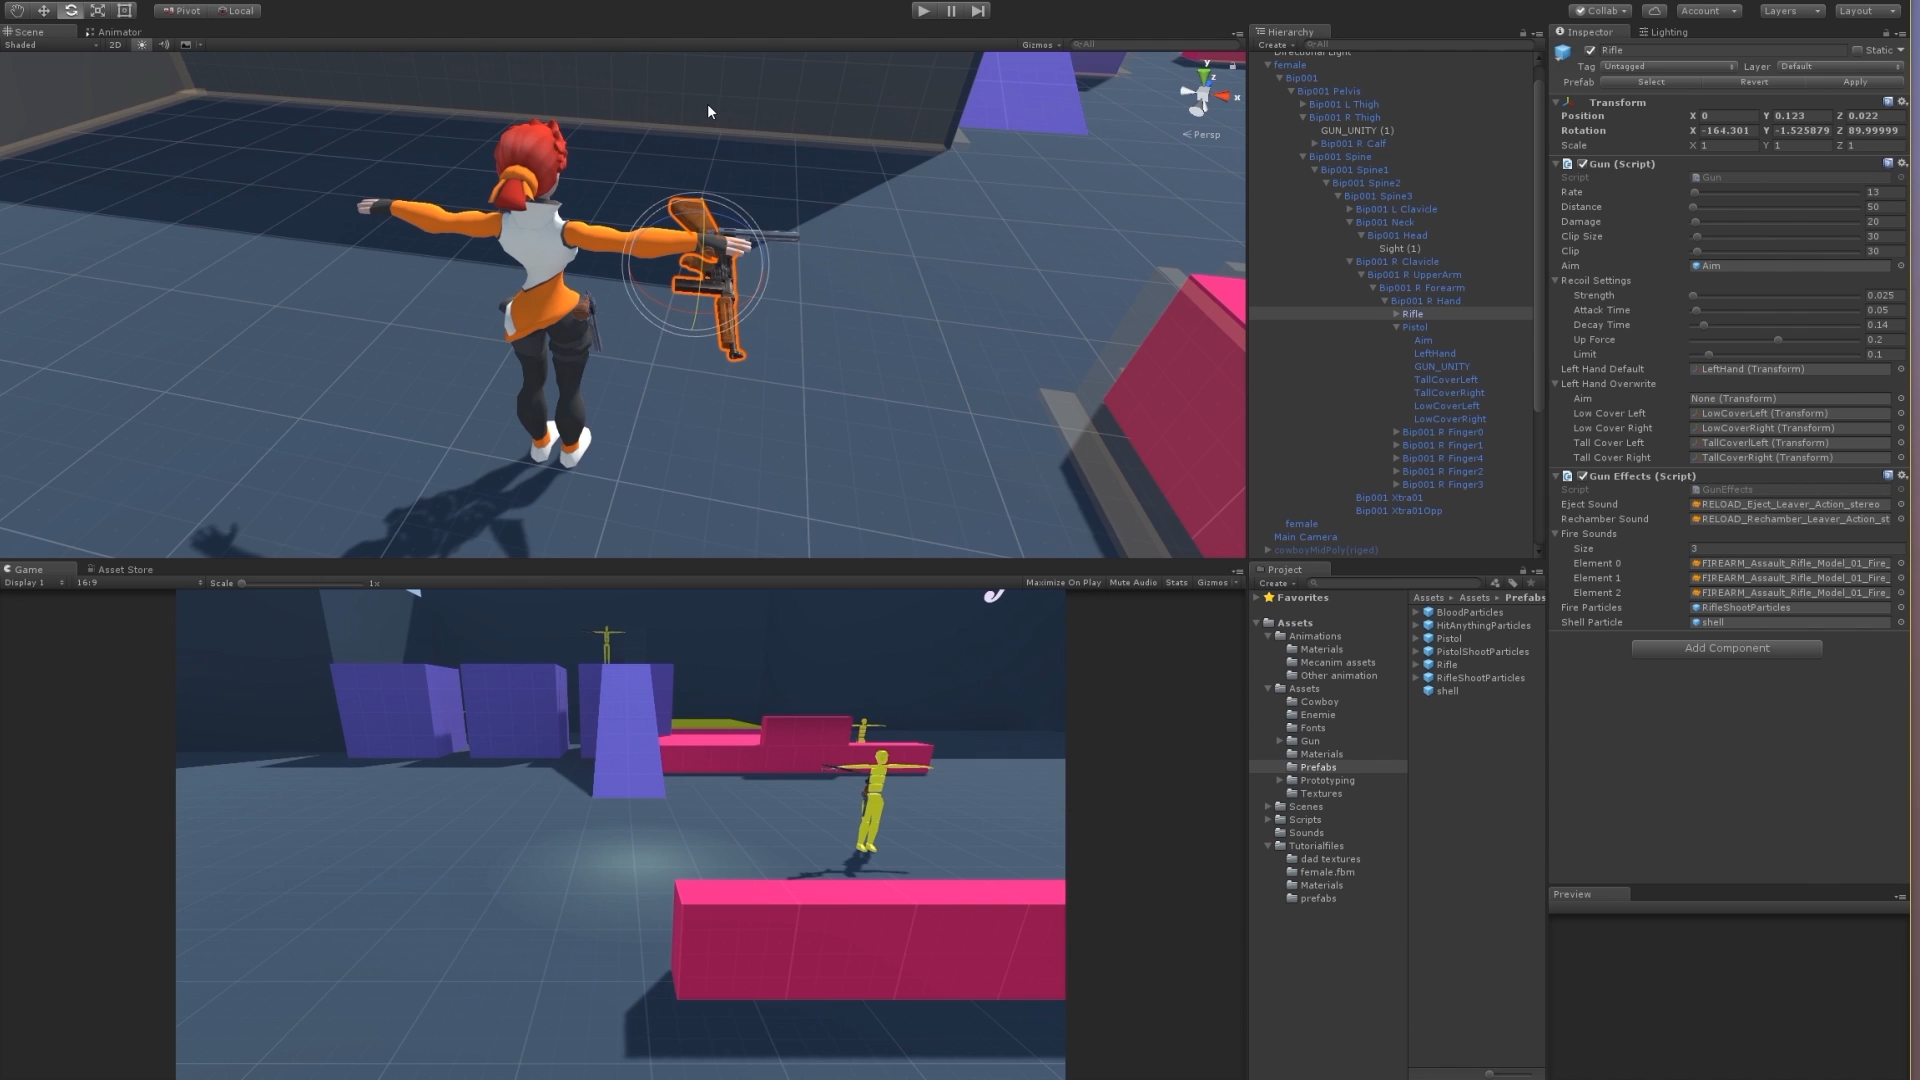 Pivot Local
Collab Account Layers Layout
Scene Animator
Shaded 2D Gizmos All
y z x
Persp
Hierarchy
Create All
Directional Light
female
Bip001
Bip001 Pelvis
Bip001 L Thigh
Bip001 R Thigh
GUN_UNITY (1)
Bip001 R Calf
Bip001 Spine
Bip001 Spine1
Bip001 Spine2
Bip001 Spine3
Bip001 L Clavicle
Bip001 Neck
Bip001 Head
Sight (1)
Bip001 R Clavicle
Bip001 R UpperArm
Bip001 R Forearm
Bip001 R Hand
Rifle
Pistol
Aim
LeftHand
GUN_UNITY
TallCoverLeft
TallCoverRight
LowCoverLeft
LowCoverRight
Bip001 R Finger0
Bip001 R Finger1
Bip001 R Finger4
Bip001 R Finger2
Bip001 R Finger3
Bip001 Xtra01
Bip001 Xtra01Opp
female
Main Camera
cowboyMidPoly(riged)
Inspector Lighting
Rifle Static
Tag Untagged Layer Default
Prefab Select Revert Apply
Transform
Position X 0 Y 0.123 Z 0.022
Rotation X -164.301 Y -1.525879 Z 89.99999
Scale X 1 Y 1 Z 1
Gun (Script)
Script Gun
Rate 13
Distance 50
Damage 20
Clip Size 30
Clip 30
Aim Aim
Recoil Settings
Strength 0.025
Attack Time 0.05
Decay Time 0.14
Up Force 0.2
Limit 0.1
Left Hand Default LeftHand (Transform)
Left Hand Overwrite
Aim None (Transform)
Low Cover Left LowCoverLeft (Transform)
Low Cover Right LowCoverRight (Transform)
Tall Cover Left TallCoverlLeft (Transform)
Tall Cover Right TallCoverRight (Transform)
Gun Effects (Script)
Script GunEffects
Eject Sound RELOAD_Eject_Leaver_Action_stereo
Rechamber Sound RELOAD_Rechamber_Leaver_Action_st
Fire Sounds
Size 3
Element 0 FIREARM_Assault_Rifle_Model_01_Fire_
Element 1 FIREARM_Assault_Rifle_Model_01_Fire_
Element 2 FIREARM_Assault_Rifle_Model_01_Fire_
Fire Particles RifleShootParticles
Shell Particle shell
Add Component
Preview
Game Asset Store
Display 1 16:9 Scale 1x Maximize On Play Mute Audio Stats Gizmos
Project
Create
Favorites
Assets
Animations
Materials
Mecanim assets
Other animation
Assets
Cowboy
Enemie
Fonts
Gun
Materials
Prefabs
Prototyping
Textures
Scenes
Scripts
Sounds
Tutorialfiles
dad textures
female.fbm
Materials
prefabs
Assets Assets Prefabs
BloodParticles
HitAnythingParticles
Pistol
PistolShootParticles
Rifle
RifleShootParticles
shell